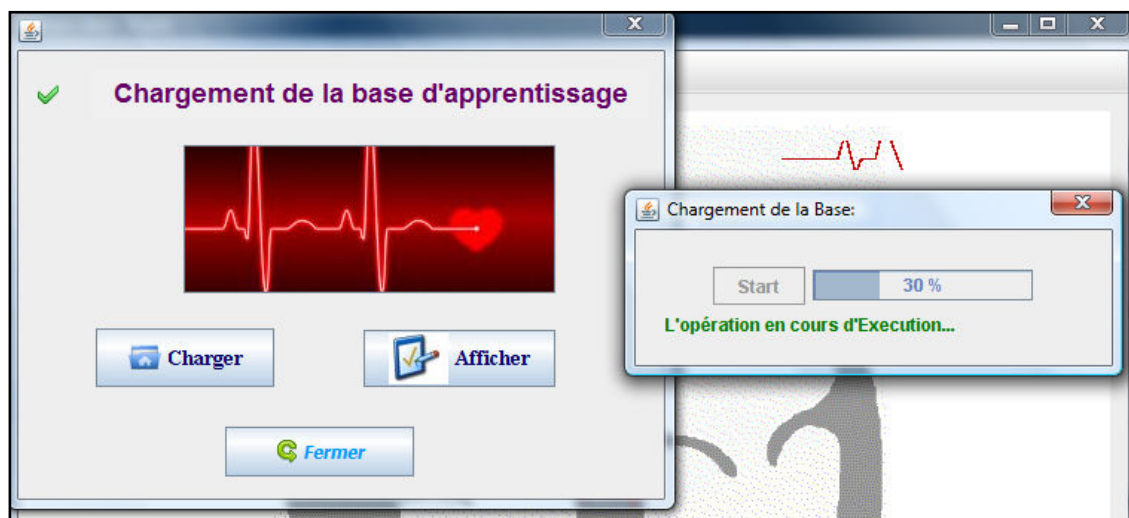 Chargement de la base d'apprentissage
Charger
Afficher
Fermer
Chargement de la Base:
Start
30 %
L'opération en cours d'Execution...